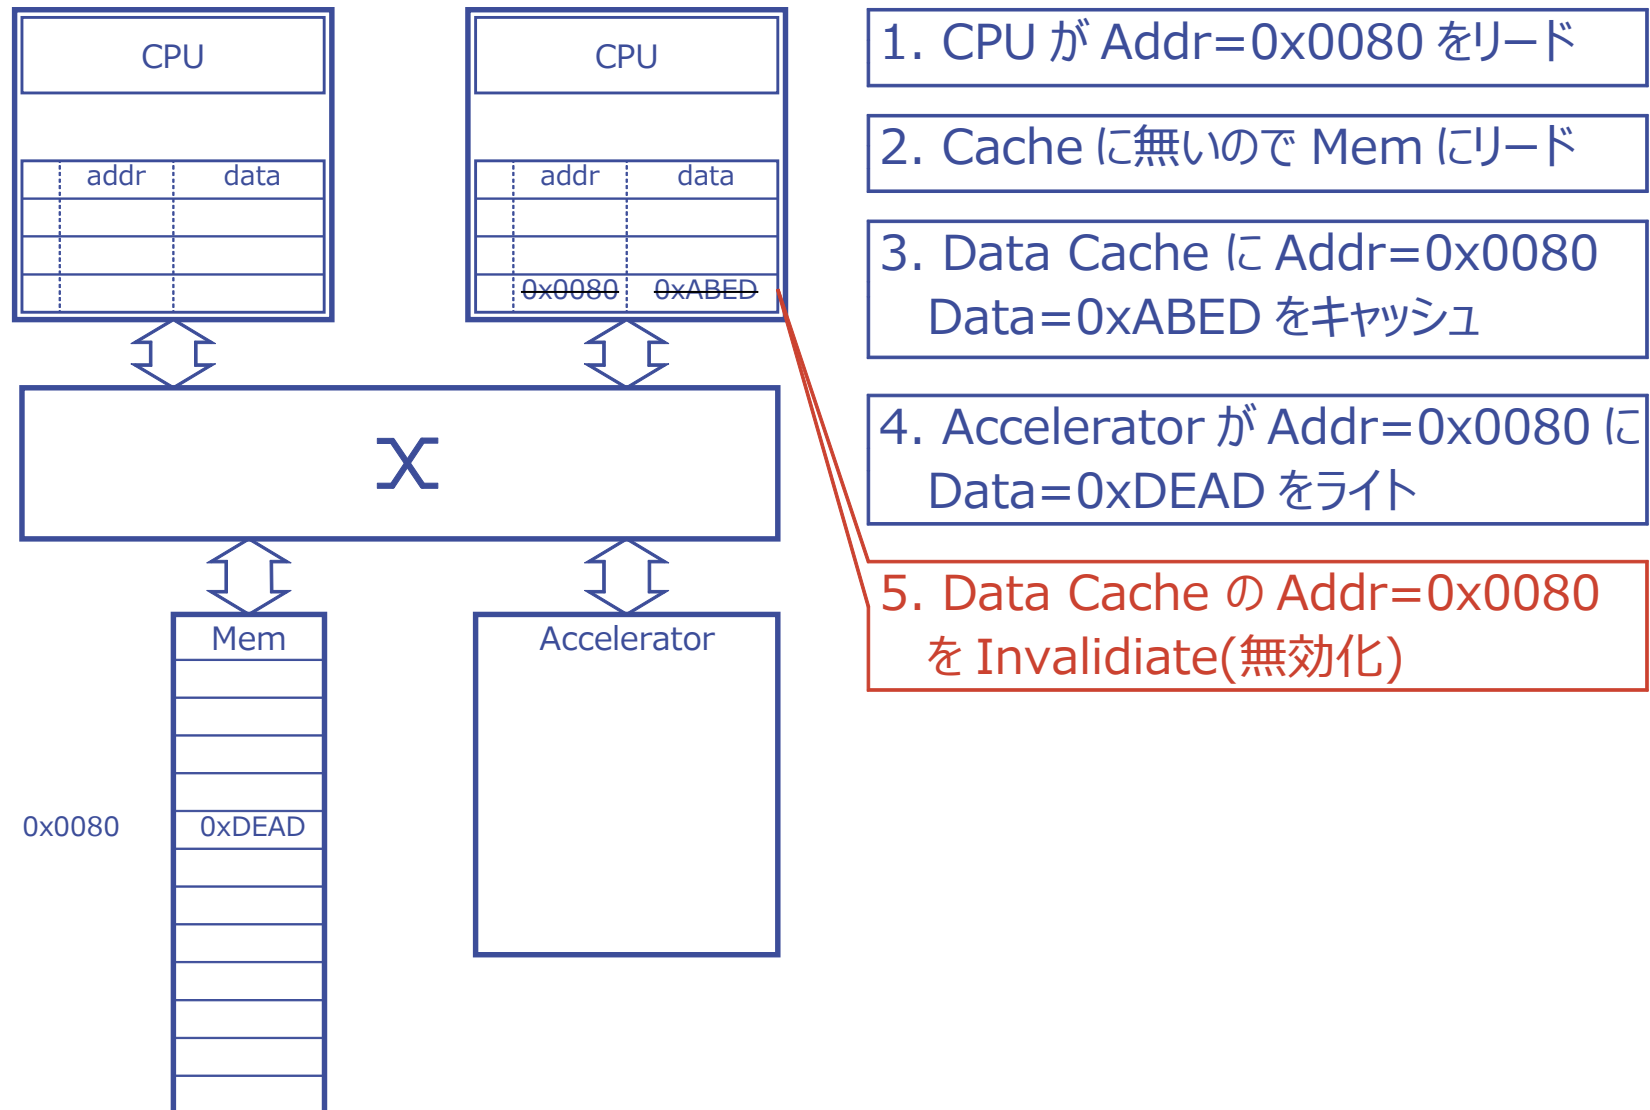 CPU
addr data
CPU
addr data
0x0080 0xABED
Mem
0x0080 0xDEAD
Accelerator
1. CPU が Addr=0x0080 をリード
2. Cache に無いので Mem にリード
3. Data Cache に Addr=0x0080
Data=0xABED をキャッシュ
4. Accelerator が Addr=0x0080 に
Data=0xDEAD をライト
5. Data Cache の Addr=0x0080
を Invalidiate(無効化)